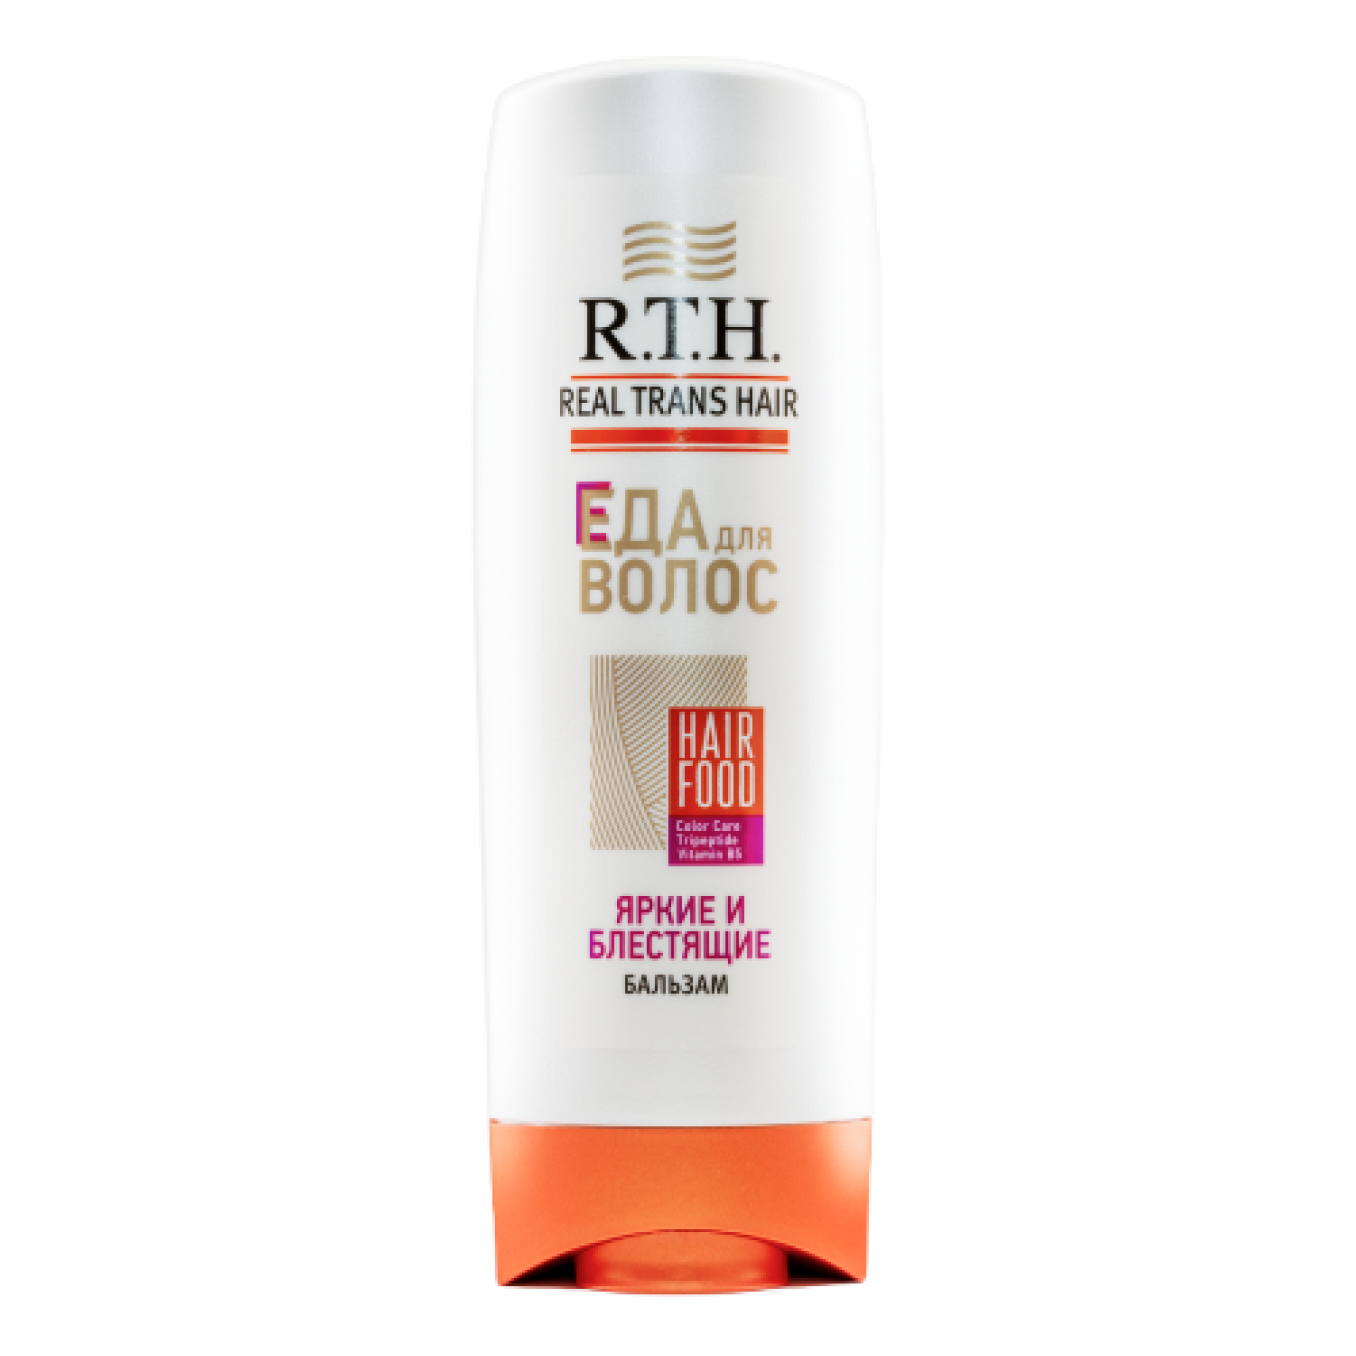 R.T.H.
REAL TRANS HAIR
ЕДА для
ВОЛОС
HAIR
FOOD
Color Care
Tripeptide
Vitamin B5
ЯРКИЕ И
БЛЕСТЯЩИЕ
БАЛЬЗАМ